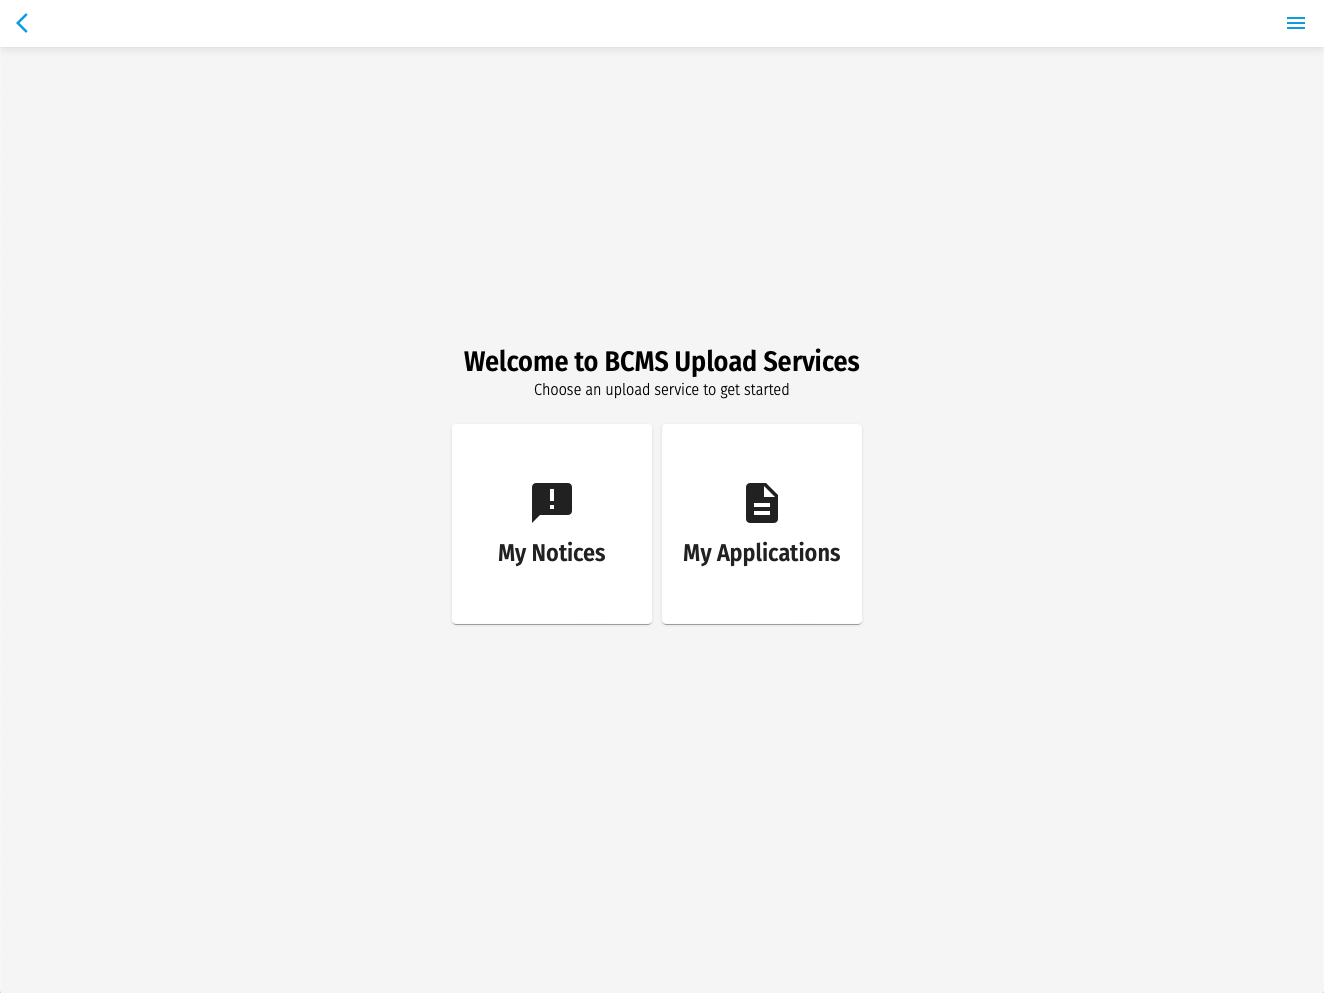 Welcome to BCMS Upload Services
Choose an upload service to get started
My Notices
My Applications